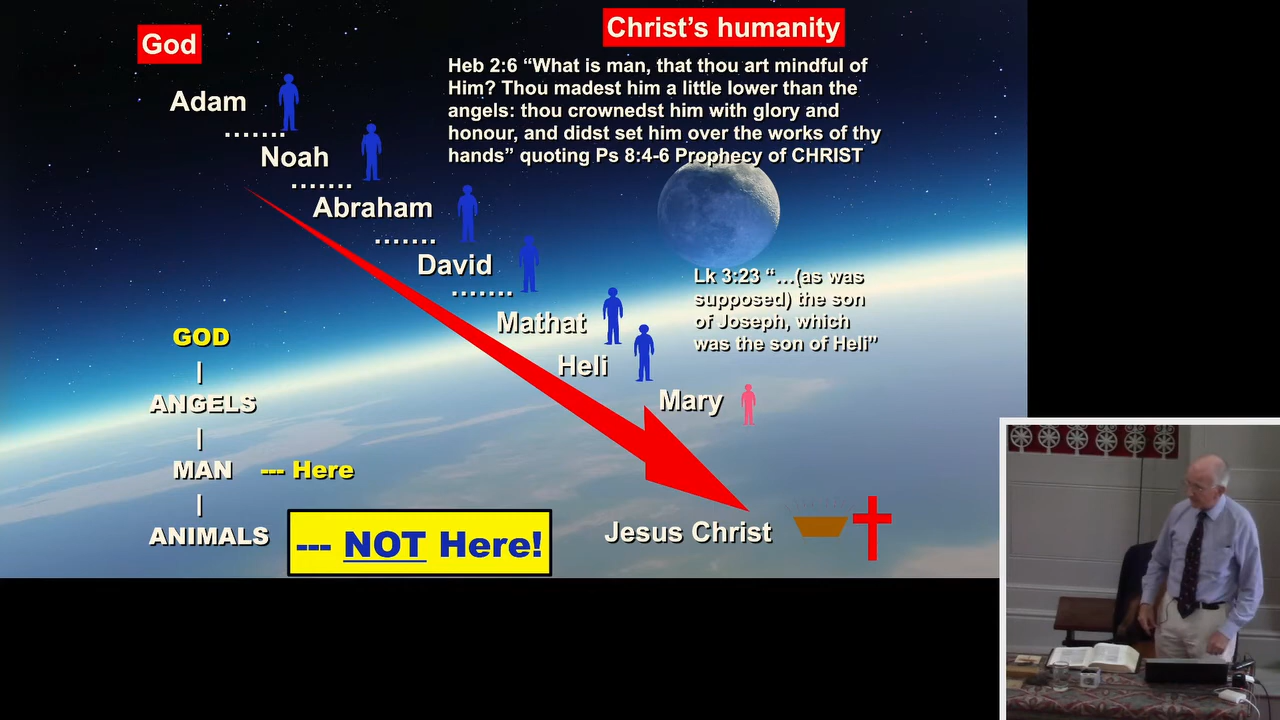 God
Christ’s humanity
Heb 2:6 “What is man, that thou art mindful of
Him? Thou madest him a little lower than the
angels: thou crownedst him with glory and
honour, and didst set him over the works of thy
hands” quoting Ps 8:4-6 Prophecy of CHRIST
Adam
.......
Noah
.......
Abraham
.......
David
.......
Mathat
Heli
Mary
Lk 3:23 “...(as was
supposed) the son
of Joseph, which
was the son of Heli”
GOD
|
ANGELS
|
MAN --- Here
|
ANIMALS
--- NOT Here!
Jesus Christ